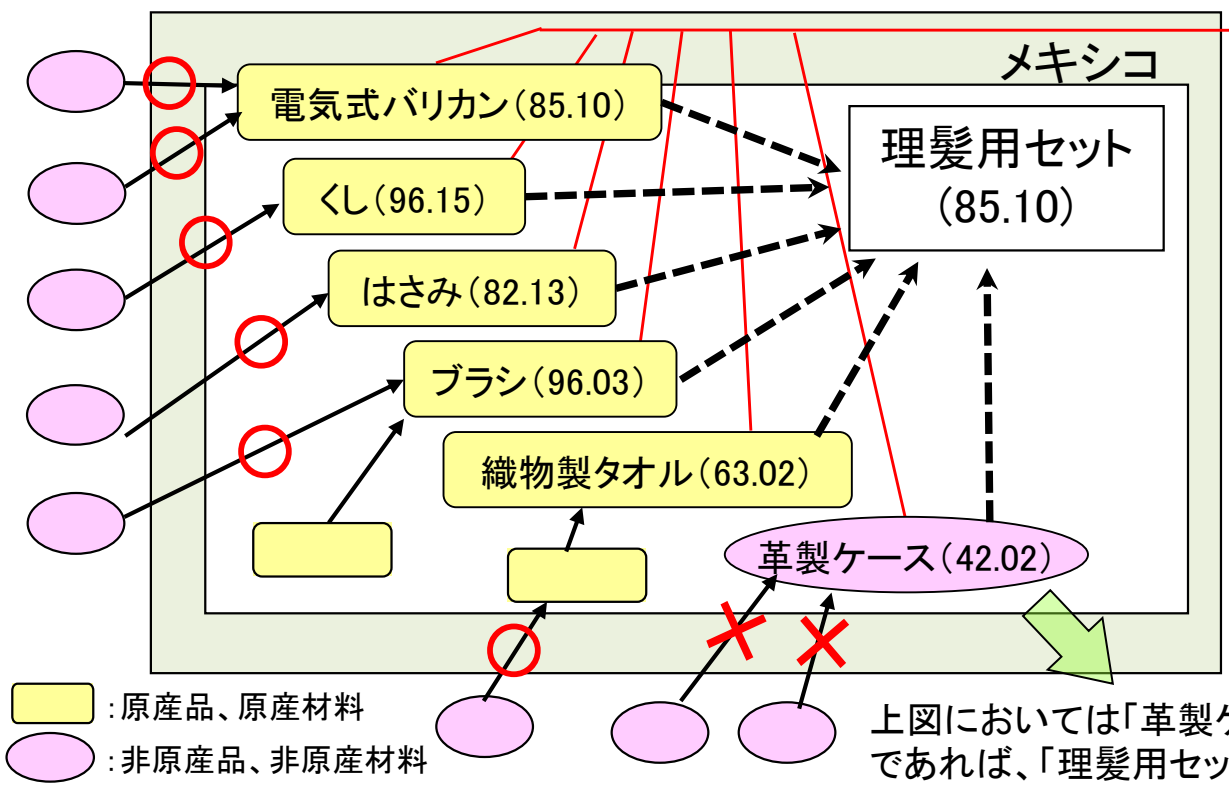 メキシコ
電気式バリカン(85.10)
理髪用セット
(85.10)
くし(96.15)
はさみ(82.13)
ブラシ(96.03)
織物製タオル(63.02)
革製ケース(42.02)
:原産品、原産材料
:非原産品、非原産材料
上図においては「革製ケ
であれば、「理髪用セッ